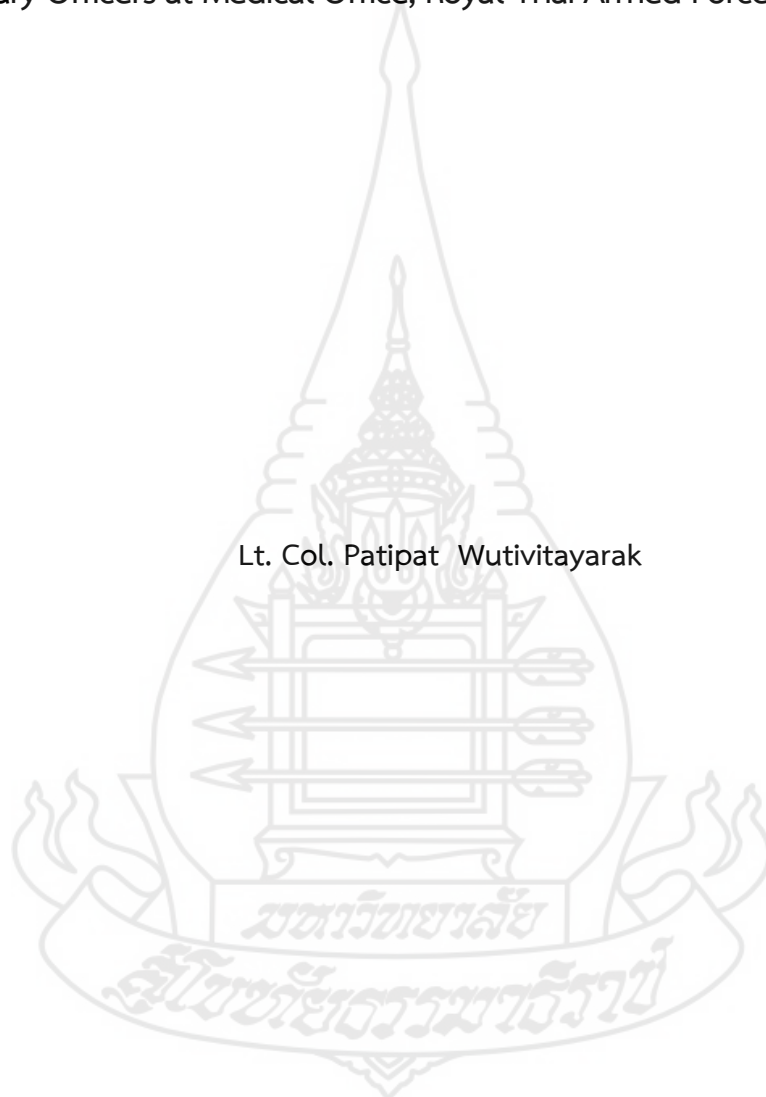 ary Officers at Medical Office, Royal Thai Armed Force
Lt. Col. Patipat Wutivitayarak
มหาวิทยาลัย
สุโขทัยธรรมาธิราช